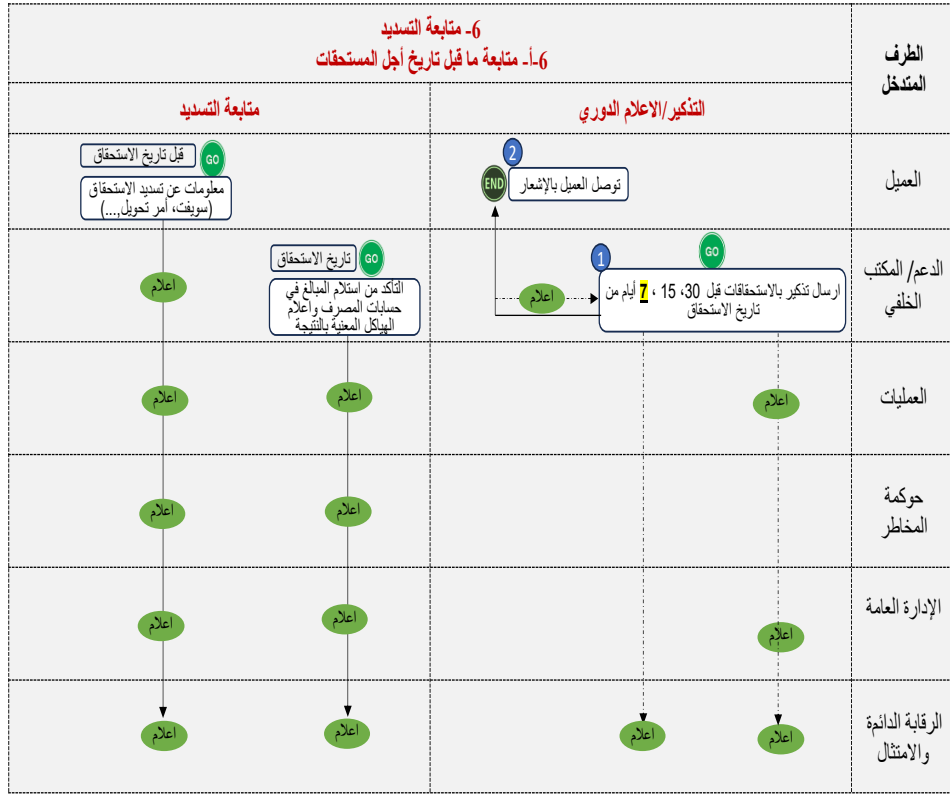 6- متابعة التسديد
6-أ- متابعة ما قبل تاريخ أجل المستحقات
الطرف
المتدخل
التذكير/الاعلام الدوري
متابعة التسديد
العميل
2
END
توصل العميل بالإشعار
GO
قبل تاريخ الاستحقاق
معلومات عن تسديد الاستحقاق
(سويفت، أمر تحويل,...)
الدعم/ المكتب
الخلفي
GO
1
ارسال تذكير بالاستحقاقات قبل 30، 15 ، 7 أيام من
تاريخ الاستحقاق
اعلام
GO
تاريخ الاستحقاق
التأكد من استلام المبالغ في
حسابات المصرف واعلام
الهياكل المعنية بالنتيجة
اعلام
العمليات
اعلام
اعلام
اعلام
حوكمة
المخاطر
اعلام
اعلام
الإدارة العامة
اعلام
اعلام
اعلام
الرقابة الدائمة
والامتثال
اعلام
اعلام
اعلام
اعلام